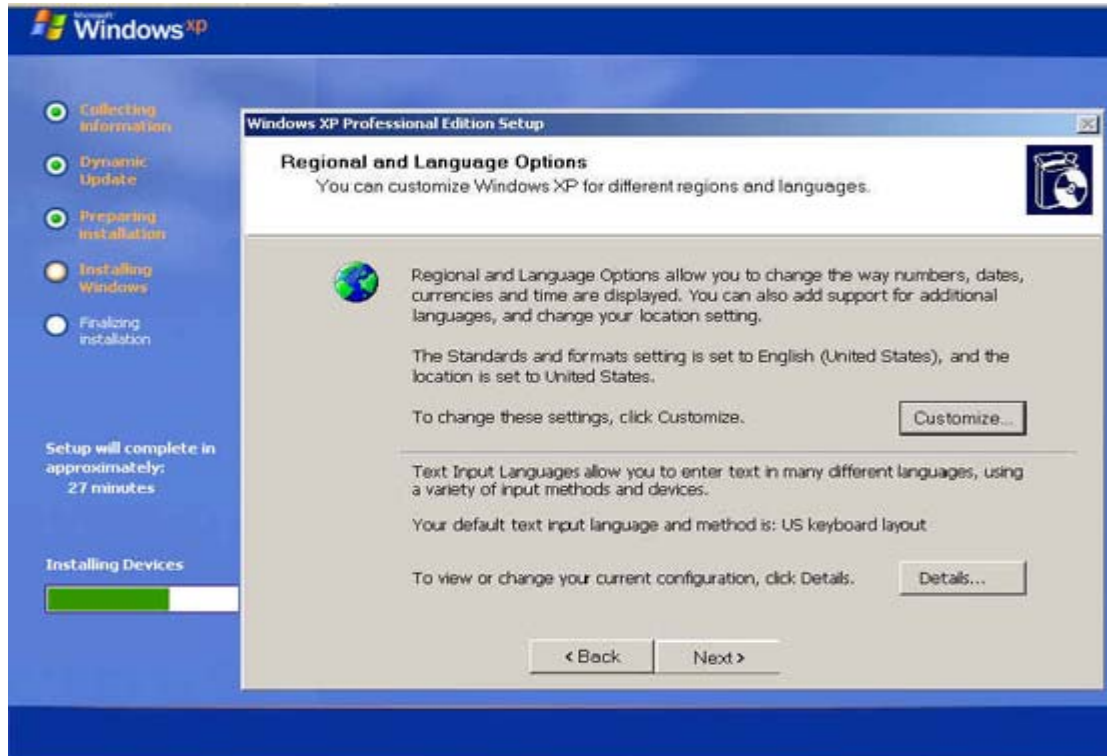 Microsoft
Windows xp
Collecting
information
Dynamic
Update
Preparing
installation
Installing
Windows
Finalizing
installation
Setup will complete in
approximately:
27 minutes
Installing Devices
Windows XP Professional Edition Setup
Regional and Language Options
You can customize Windows XP for different regions and languages.
Regional and Language Options allow you to change the way numbers, dates,
currencies and time are displayed. You can also add support for additional
languages, and change your location setting.
The Standards and formats setting is set to English (United States), and the
location is set to United States.
To change these settings, click Customize.
Customize...
Text Input Languages allow you to enter text in many different languages, using
a variety of input methods and devices.
Your default text input language and method is: US keyboard layout
To view or change your current configuration, click Details.
Details...
< Back
Next >